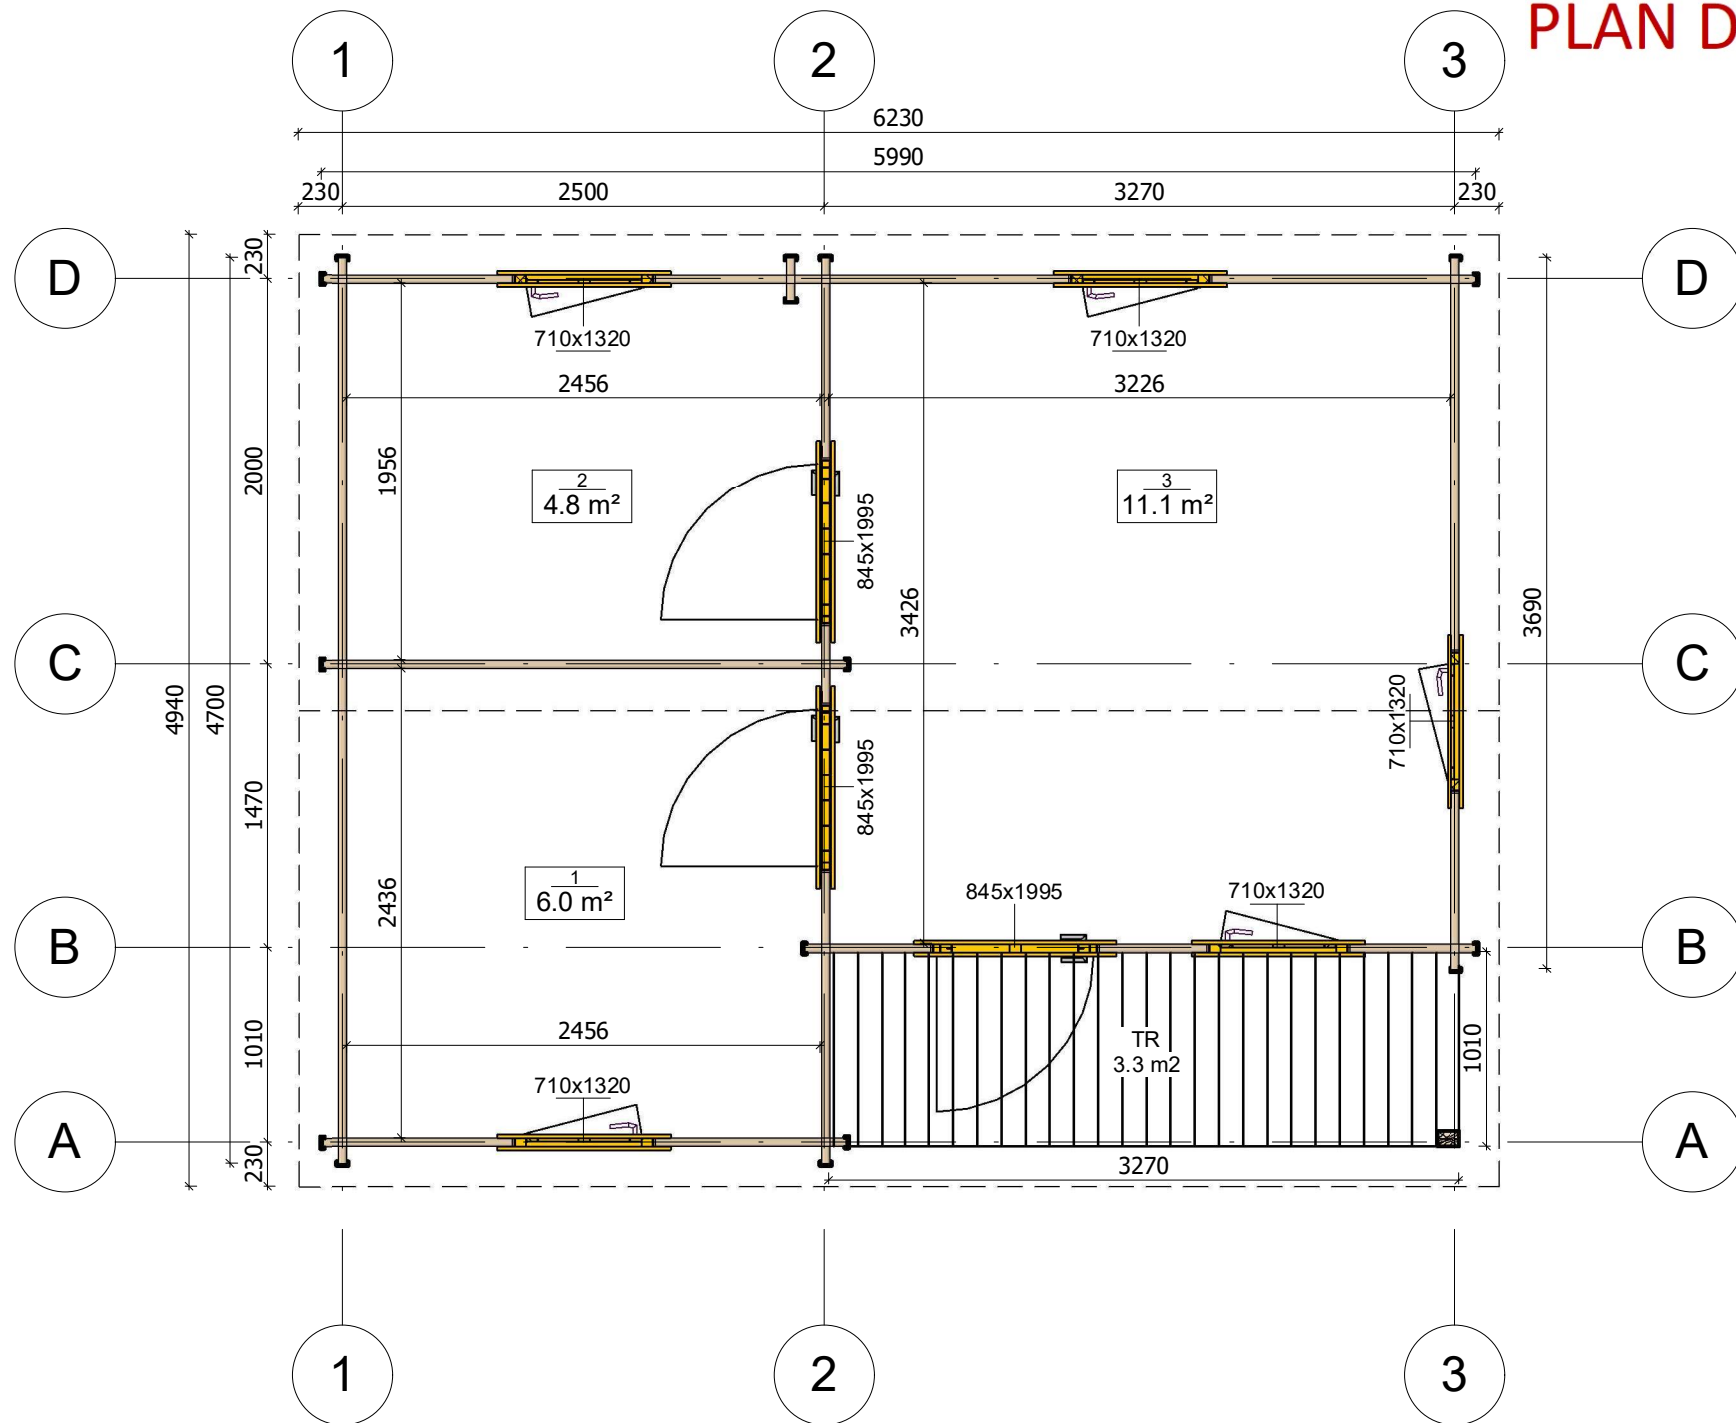 PLAN D
1
2
3
6230
5990
230
2500
3270
230
D
230
D
710x1320
710x1320
2456
3226
2000
1956
2
4.8 m²
3
11.1 m²
845x1995
3426
3690
C
C
4940
4700
710x1320
1470
845x1995
2436
1
6.0 m²
845x1995
710x1320
B
B
1010
2456
TR
3.3 m2
1010
710x1320
A
A
230
3270
1
2
3